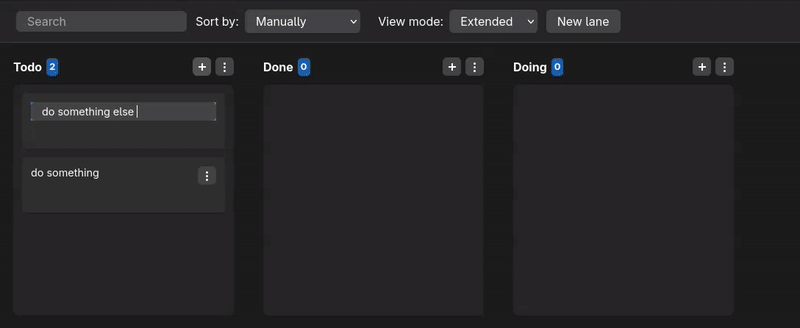 Search Sort by: Manually View mode: Extended New lane
Todo 2 + Done 0 + Doing 0 +
do something else
do something